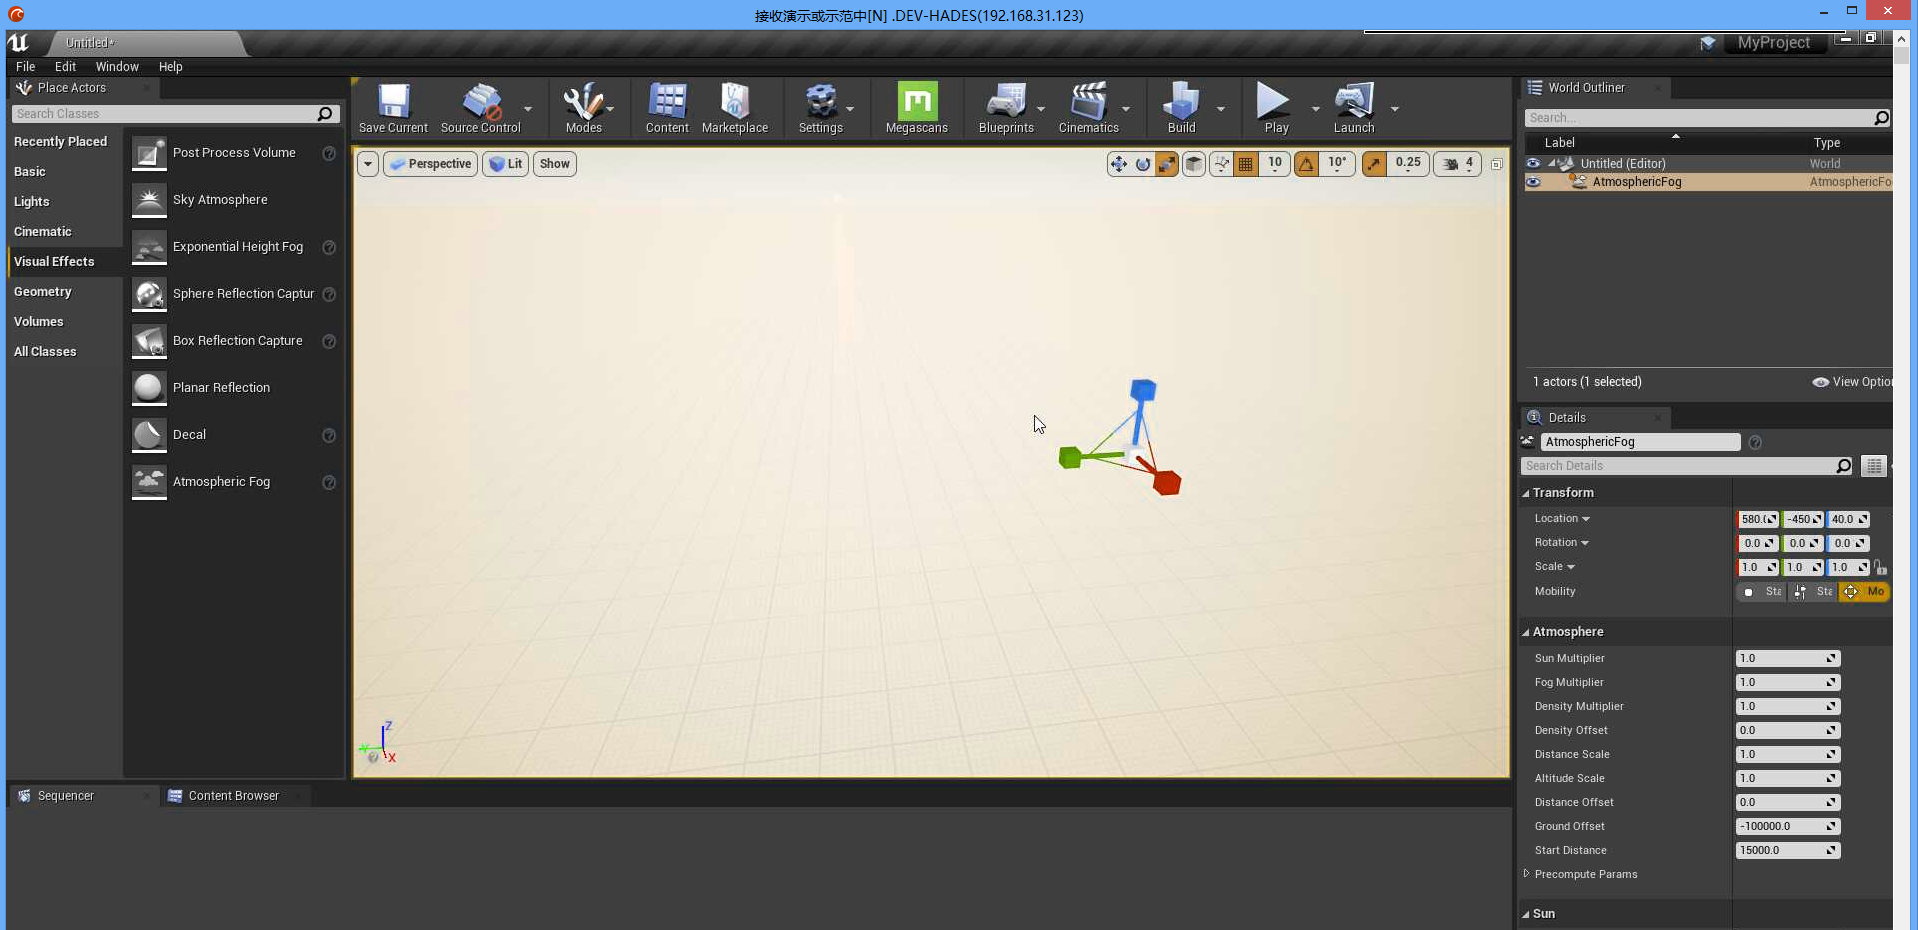 接收演示或示范中[N] .DEV-HADES(192.168.31.123)
Untitled*
MyProject
File Edit Window Help
Place Actors
Search Classes
Recently Placed
Basic
Lights
Cinematic
Visual Effects
Geometry
Volumes
All Classes
Post Process Volume
Sky Atmosphere
Exponential Height Fog
Sphere Reflection Captur
Box Reflection Capture
Planar Reflection
Decal
Atmospheric Fog
Save Current Source Control Modes Content Marketplace Settings Megascans Blueprints Cinematics Build Play Launch
Perspective Lit Show
10 10° 0.25 4
Z
Y
X
Sequencer Content Browser
World Outliner
Search...
Label Type
Untitled (Editor) World
AtmosphericFog AtmosphericFo
1 actors (1 selected) View Option
Details
AtmosphericFog
Search Details
Transform
Location 580.( -450 40.0
Rotation 0.0 0.0 0.0
Scale 1.0 1.0 1.0
Mobility Sta Sta Mo
Atmosphere
Sun Multiplier 1.0
Fog Multiplier 1.0
Density Multiplier 1.0
Density Offset 0.0
Distance Scale 1.0
Altitude Scale 1.0
Distance Offset 0.0
Ground Offset -100000.0
Start Distance 15000.0
Precompute Params
Sun